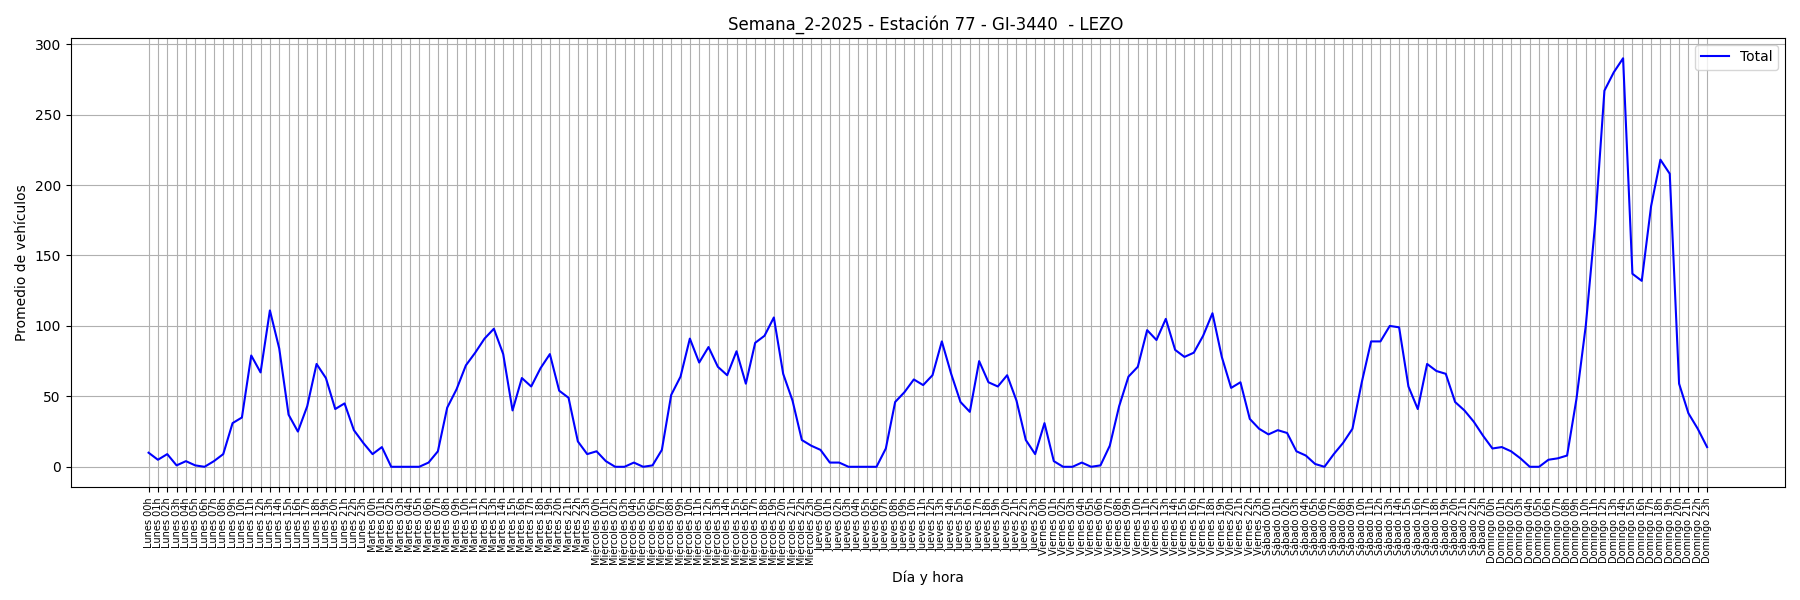 Semana_2-2025 - Estación 77 - GI-3440  - LEZO
Total
Promedio de vehículos
300
250
200
150
100
50
0
Lunes 00h Lunes 01h Lunes 02h Lunes 03h Lunes 04h Lunes 05h Lunes 06h Lunes 07h Lunes 08h Lunes 09h Lunes 10h Lunes 11h Lunes 12h Lunes 13h Lunes 14h Lunes 15h Lunes 16h Lunes 17h Lunes 18h Lunes 19h Lunes 20h Lunes 21h Lunes 22h Lunes 23h Martes 00h Martes 01h Martes 02h Martes 03h Martes 04h Martes 05h Martes 06h Martes 07h Martes 08h Martes 09h Martes 10h Martes 11h Martes 12h Martes 13h Martes 14h Martes 15h Martes 16h Martes 17h Martes 18h Martes 19h Martes 20h Martes 21h Martes 22h Martes 23h Miércoles 00h Miércoles 01h Miércoles 02h Miércoles 03h Miércoles 04h Miércoles 05h Miércoles 06h Miércoles 07h Miércoles 08h Miércoles 09h Miércoles 10h Miércoles 11h Miércoles 12h Miércoles 13h Miércoles 14h Miércoles 15h Miércoles 16h Miércoles 17h Miércoles 18h Miércoles 19h Miércoles 20h Miércoles 21h Miércoles 22h Miércoles 23h Jueves 00h Jueves 01h Jueves 02h Jueves 03h Jueves 04h Jueves 05h Jueves 06h Jueves 07h Jueves 08h Jueves 09h Jueves 10h Jueves 11h Jueves 12h Jueves 13h Jueves 14h Jueves 15h Jueves 16h Jueves 17h Jueves 18h Jueves 19h Jueves 20h Jueves 21h Jueves 22h Jueves 23h Viernes 00h Viernes 01h Viernes 02h Viernes 03h Viernes 04h Viernes 05h Viernes 06h Viernes 07h Viernes 08h Viernes 09h Viernes 10h Viernes 11h Viernes 12h Viernes 13h Viernes 14h Viernes 15h Viernes 16h Viernes 17h Viernes 18h Viernes 19h Viernes 20h Viernes 21h Viernes 22h Viernes 23h Sábado 00h Sábado 01h Sábado 02h Sábado 03h Sábado 04h Sábado 05h Sábado 06h Sábado 07h Sábado 08h Sábado 09h Sábado 10h Sábado 11h Sábado 12h Sábado 13h Sábado 14h Sábado 15h Sábado 16h Sábado 17h Sábado 18h Sábado 19h Sábado 20h Sábado 21h Sábado 22h Sábado 23h Domingo 00h Domingo 01h Domingo 02h Domingo 03h Domingo 04h Domingo 05h Domingo 06h Domingo 07h Domingo 08h Domingo 09h Domingo 10h Domingo 11h Domingo 12h Domingo 13h Domingo 14h Domingo 15h Domingo 16h Domingo 17h Domingo 18h Domingo 19h Domingo 20h Domingo 21h Domingo 22h Domingo 23h
Día y hora